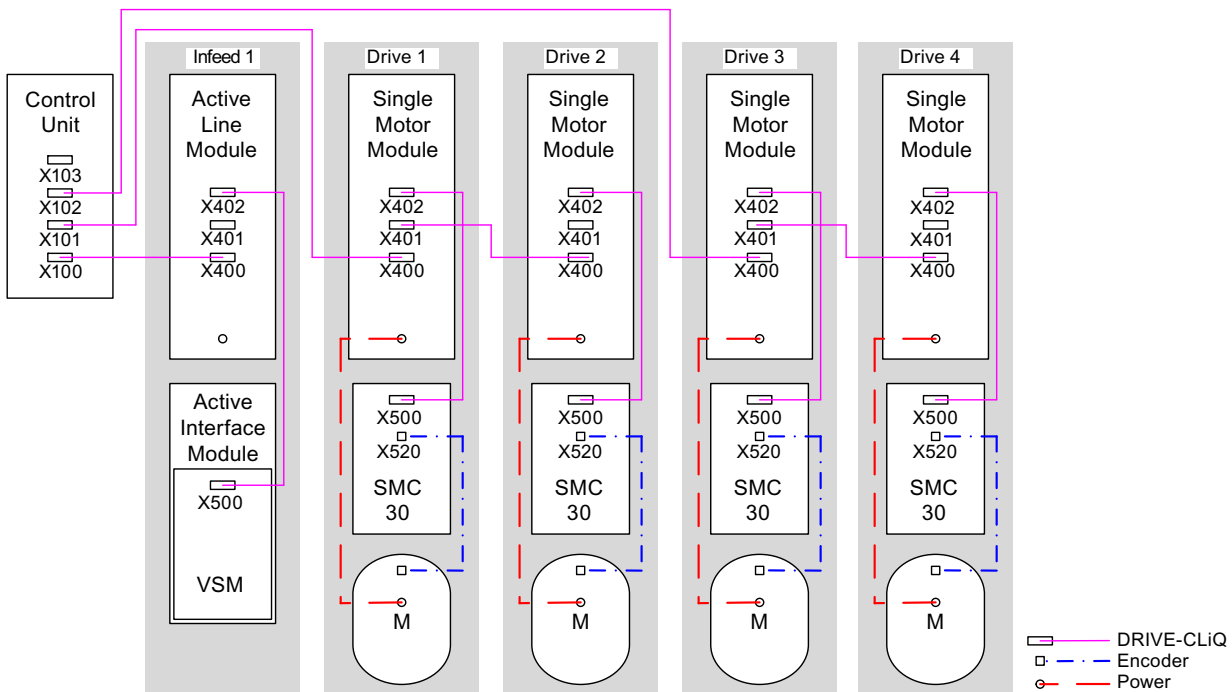 Infeed 1
Drive 1
Drive 2
Drive 3
Drive 4
Control
Unit
X103
X102
X101
X100
Active
Line
Module
X402
X401
X400
Active
Interface
Module
X500
VSM
Single
Motor
Module
X402
X401
X400
X500
X520
SMC
30
M
Single
Motor
Module
X402
X401
X400
X500
X520
SMC
30
M
Single
Motor
Module
X402
X401
X400
X500
X520
SMC
30
M
Single
Motor
Module
X402
X401
X400
X500
X520
SMC
30
M
DRIVE-CLiQ
Encoder
Power